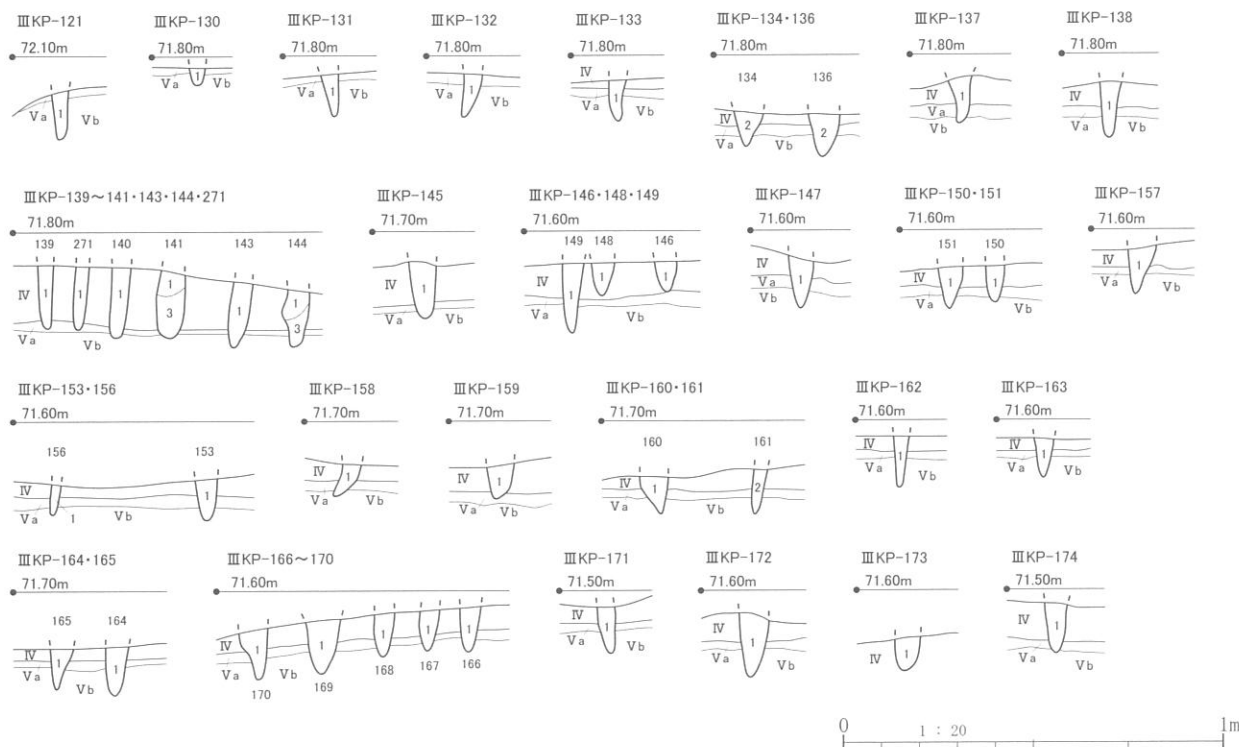 ⅢKP-121 ⅢKP-130 ⅢKP-131 ⅢKP-132 ⅢKP-133 ⅢKP-134・136 ⅢKP-137 ⅢKP-138
72.10m 71.80m 71.80m 71.80m 71.80m 71.80m 71.80m 71.80m
134 136
Ⅴa 1 Ⅴb
Ⅴa 1 Ⅴb
Ⅴa 1 Ⅴb
Ⅴa 1 Ⅴb
Ⅳ Ⅴa 1 Ⅴb
Ⅳ Ⅴa 2 Ⅴb 2
Ⅳ Ⅴa Ⅴb 1
Ⅳ Ⅴa 1 Ⅴb
ⅢKP-139～141・143・144・271 ⅢKP-145 ⅢKP-146・148・149 ⅢKP-147 ⅢKP-150・151 ⅢKP-157
71.80m 71.70m 71.60m 71.60m 71.60m 71.60m
139 271 140 141 143 144
149 148 146
151 150
Ⅳ Ⅴa 1 1 Ⅴb 1 1 3 1 1 3
Ⅳ Ⅴa 1 Ⅴb
Ⅳ Ⅴa 1 1 1 Ⅴb
Ⅳ Ⅴa Ⅴb 1
Ⅳ Ⅴa 1 1 Ⅴb
Ⅳ Ⅴa 1 Ⅴb
ⅢKP-153・156 ⅢKP-158 ⅢKP-159 ⅢKP-160・161 ⅢKP-162 ⅢKP-163
71.60m 71.70m 71.70m 71.70m 71.60m 71.60m
156 153
160 161
Ⅳ Ⅴa 1 Ⅴb 1
Ⅳ Ⅴa 1 Ⅴb
Ⅳ Ⅴa 1 Ⅴb
Ⅳ Ⅴa 1 Ⅴb 2
Ⅳ Ⅴa 1 Ⅴb
Ⅳ Ⅴa 1 Ⅴb
ⅢKP-164・165 ⅢKP-166～170 ⅢKP-171 ⅢKP-172 ⅢKP-173 ⅢKP-174
71.70m 71.60m 71.50m 71.60m 71.60m 71.50m
165 164
Ⅳ Ⅴa 1 Ⅴb 1
Ⅳ Ⅴa 1 Ⅴb 1 1 1 1
170 169 168 167 166
Ⅳ Ⅴa 1 Ⅴb
Ⅳ Ⅴa 1 Ⅴb
Ⅳ 1
Ⅳ Ⅴa 1 Ⅴb
0 1 : 20 1m